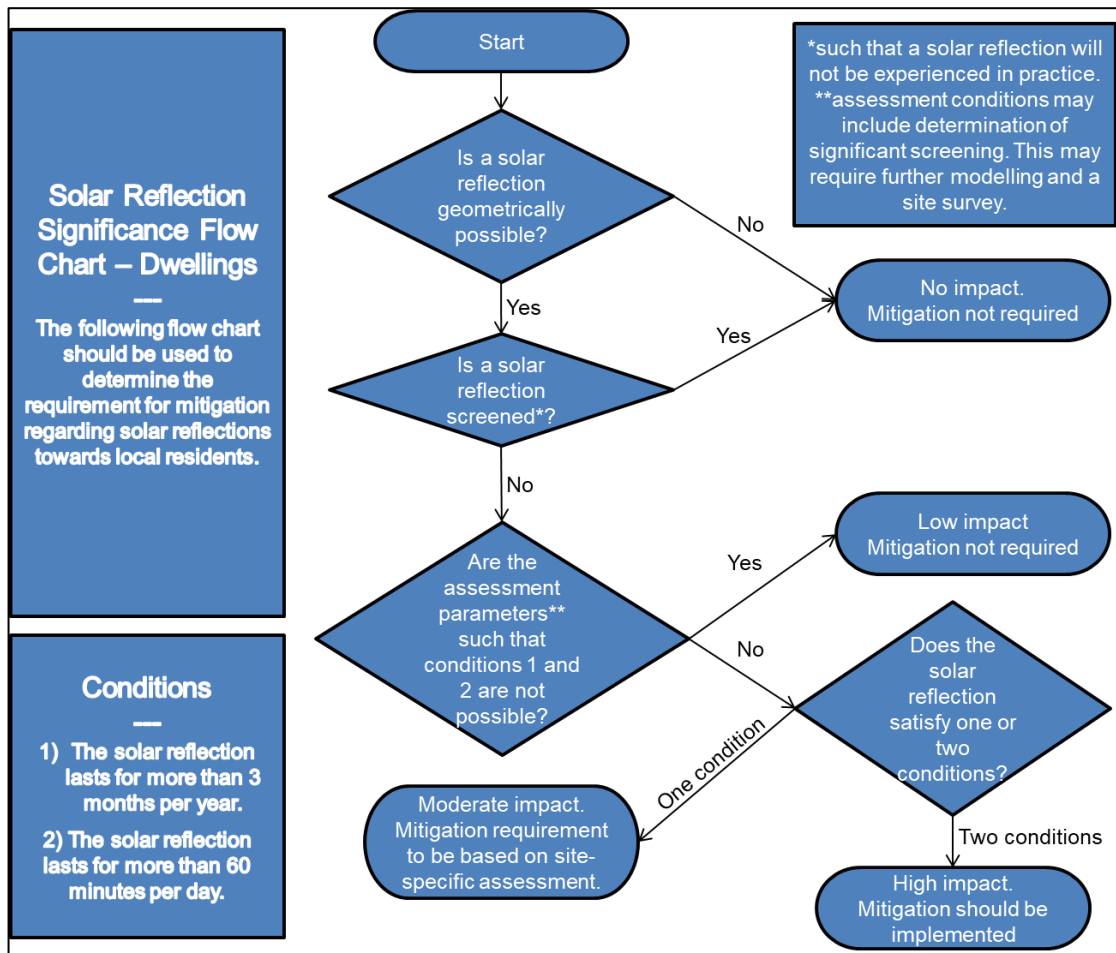 Solar Reflection
Significance Flow
Chart – Dwellings
---
The following flow chart
should be used to
determine the
requirement for mitigation
regarding solar reflections
towards local residents.
Conditions
---
1) The solar reflection
lasts for more than 3
months per year.
2) The solar reflection
lasts for more than 60
minutes per day.
Start
*such that a solar reflection will
not be experienced in practice.
**assessment conditions may
include determination of
significant screening. This may
require further modelling and a
site survey.
Is a solar
reflection
geometrically
possible?
No
No impact.
Mitigation not required
Yes
Is a solar
reflection
screened*?
Yes
No
Are the
assessment
parameters**
such that
conditions 1 and
2 are not
possible?
Yes
Low impact
Mitigation not required
No
Does the
solar
reflection
satisfy one or
two
conditions?
One condition
Moderate impact.
Mitigation requirement
to be based on site-
specific assessment.
Two conditions
High impact.
Mitigation should be
implemented